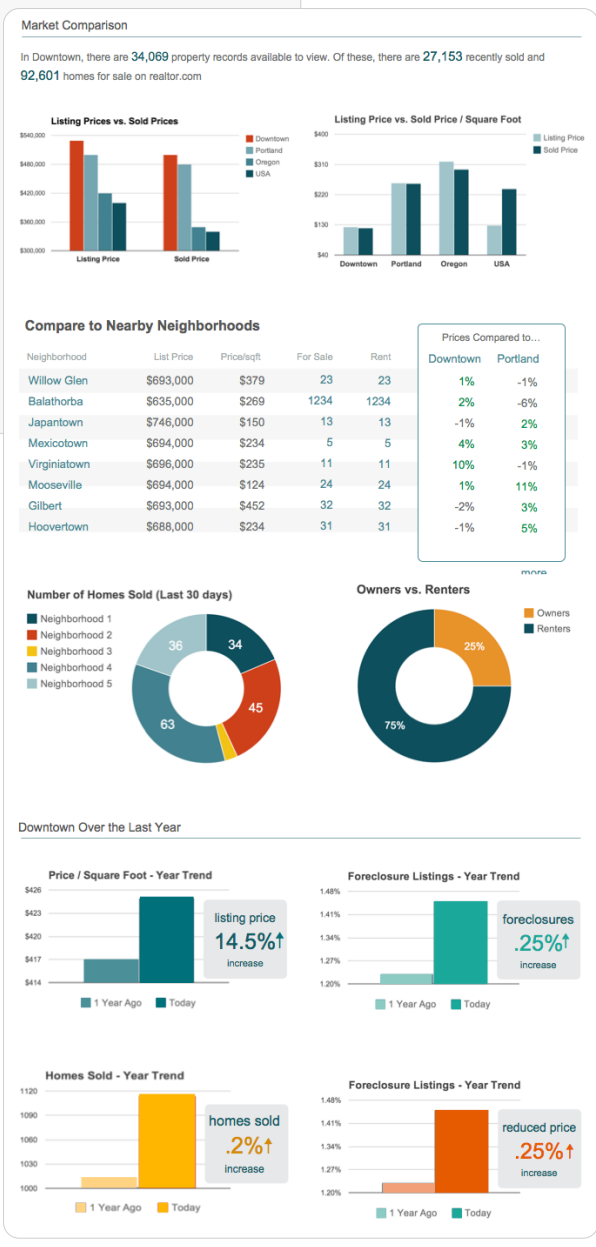 Market Comparison
In Downtown, there are 34,069 property records available to view. Of these, there are 27,153 recently sold and
92,601 homes for sale on realtor.com
Listing Prices vs. Sold Prices
$540,000
$480,000
$420,000
$360,000
$300,000
Listing Price
Sold Price
Downtown
Portland
Oregon
USA
Listing Price vs. Sold Price / Square Foot
$400
$310
$220
$130
$40
Downtown Portland Oregon USA
Listing Price
Sold Price
Compare to Nearby Neighborhoods
Prices Compared to...
Neighborhood List Price Price/sqft For Sale Rent Downtown Portland
Willow Glen $693,000 $379 23 23 1% -1%
Balathorba $635,000 $269 1234 1234 2% -6%
Japantown $746,000 $150 13 13 -1% 2%
Mexicotown $694,000 $234 5 5 4% 3%
Virginiatown $696,000 $235 11 11 10% -1%
Mooseville $694,000 $124 24 24 1% 11%
Gilbert $693,000 $452 32 32 -2% 3%
Hoovertown $688,000 $234 31 31 -1% 5%
more
Number of Homes Sold (Last 30 days)
Neighborhood 1
Neighborhood 2
Neighborhood 3
Neighborhood 4
Neighborhood 5
36
34
45
63
Owners vs. Renters
Owners
Renters
25%
75%
Downtown Over the Last Year
Price / Square Foot - Year Trend
$426
$423
$420
$417
$414
1 Year Ago Today
listing price
14.5%↑
increase
Foreclosure Listings - Year Trend
1.48%
1.41%
1.34%
1.27%
1.20%
1 Year Ago Today
foreclosures
.25%↑
increase
Homes Sold - Year Trend
1120
1090
1060
1030
1000
1 Year Ago Today
homes sold
.2%↑
increase
Foreclosure Listings - Year Trend
1.48%
1.41%
1.34%
1.27%
1.20%
1 Year Ago Today
reduced price
.25%↑
increase